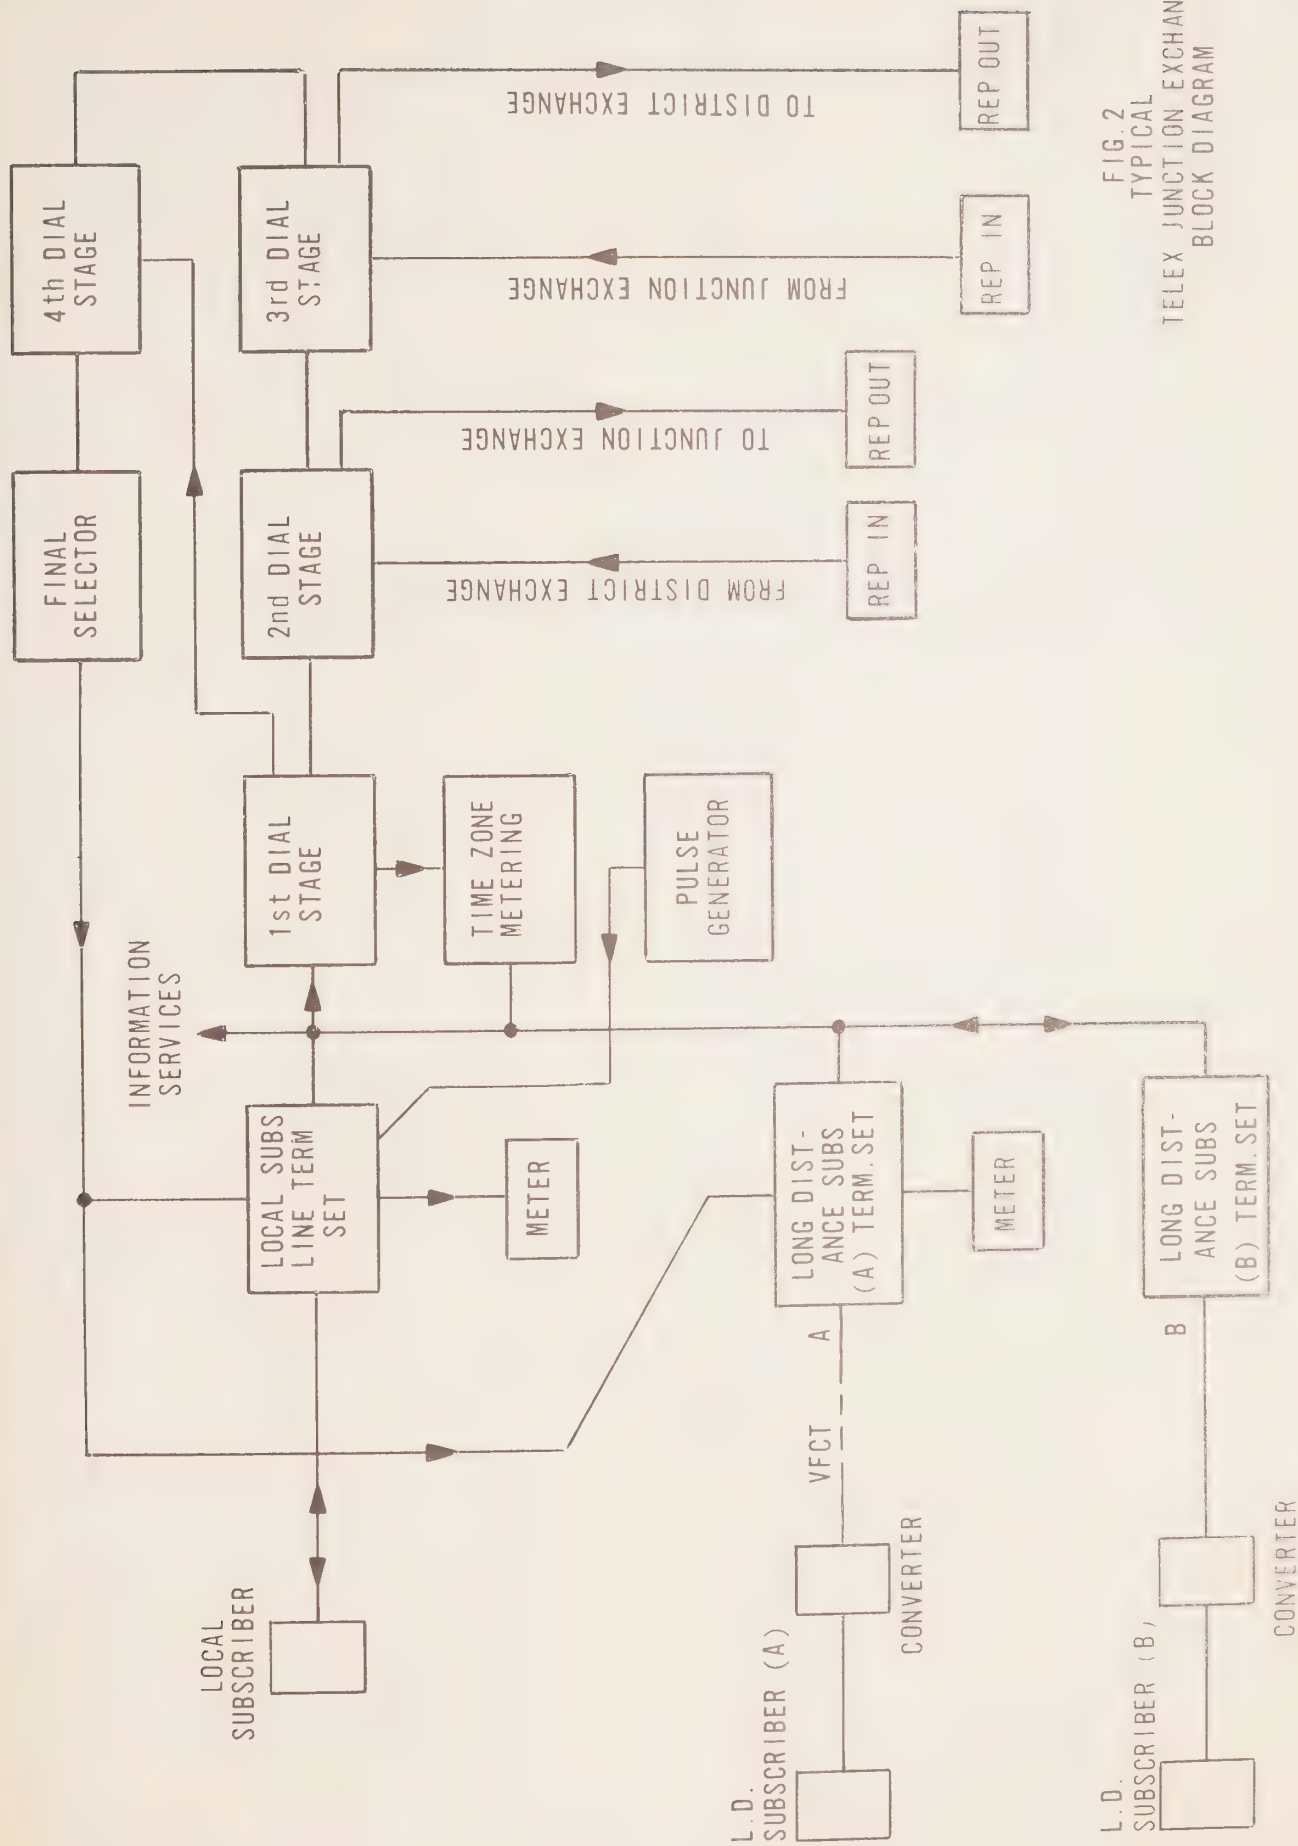 LOCAL
SUBSCRIBER
INFORMATION
SERVICES
FINAL
SELECTOR
4th DIAL
STAGE
LOCAL SUBS
LINE TERM
SET
1st DIAL
STAGE
2nd DIAL
STAGE
3rd DIAL
STAGE
METER
TIME ZONE
METERING
FROM DISTRICT EXCHANGE
TO JUNCTION EXCHANGE
FROM JUNCTION EXCHANGE
TO DISTRICT EXCHANGE
PULSE
GENERATOR
REP IN
REP OUT
REP IN
REP OUT
L.D.
SUBSCRIBER (A)
CONVERTER
VFCT
A
LONG DIST-
ANCE SUBS
(A) TERM.SET
METER
L.D.
SUBSCRIBER (B)
CONVERTER
B
LONG DIST-
ANCE SUBS
(B) TERM.SET
FIG.2
TYPICAL
TELEX JUNCTION EXCHAN
BLOCK DIAGRAM